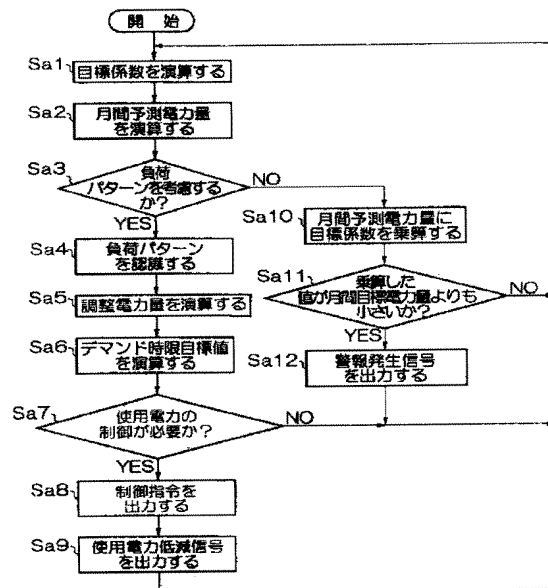 開始
Sa1
目標係数を演算する
Sa2
月間予測電力量
を演算する
Sa3
負荷
パターンを考慮する
か?
NO
YES
Sa4
負荷パターン
を認識する
Sa5
調整電力量を演算する
Sa6
デマンド時限目標値
を演算する
Sa7
使用電力の
制御が必要か?
NO
YES
Sa8
制御指令を
出力する
Sa9
使用電力低減信号
を出力する
Sa10
月間予測電力量に
目標係数を乗算する
Sa11
乗算した
値が月間目標電力量よりも
小さいか?
NO
YES
Sa12
警報発生信号
を出力する